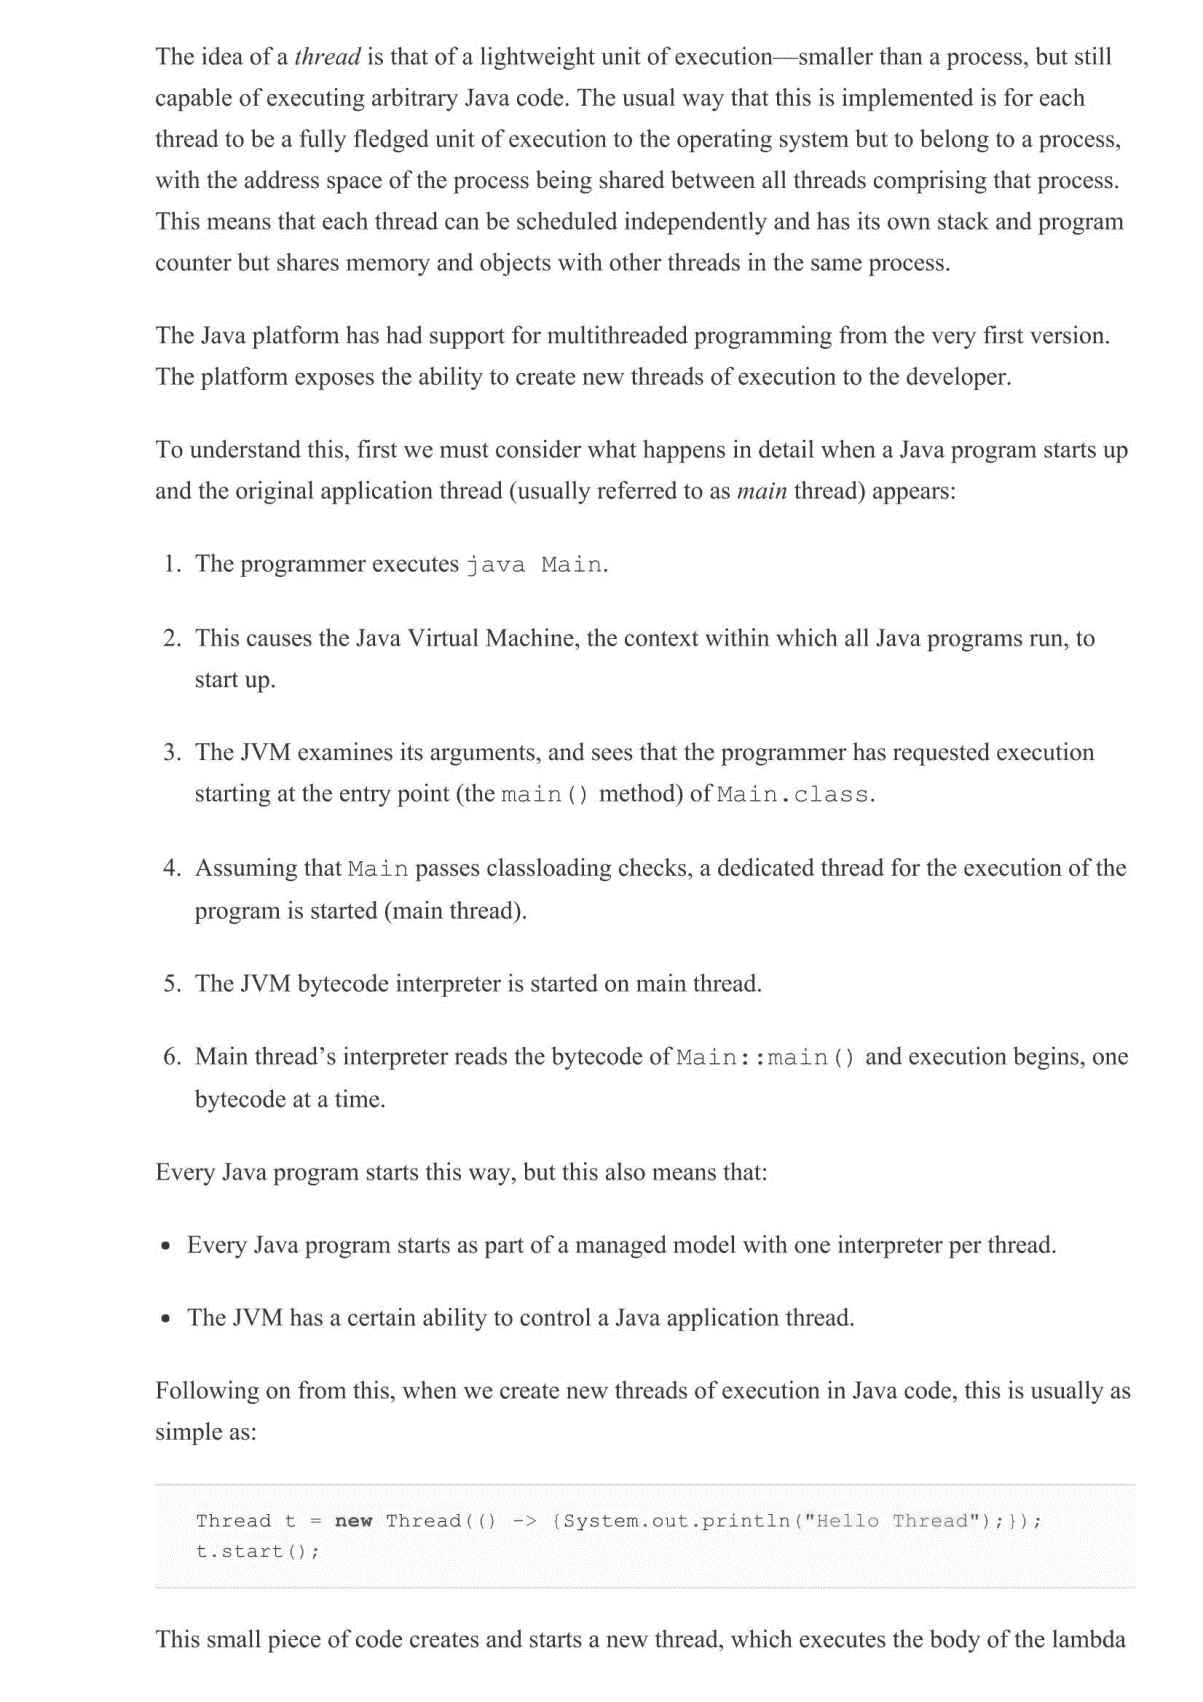 The idea of a thread is that of a lightweight unit of execution—smaller than a process, but still
capable of executing arbitrary Java code. The usual way that this is implemented is for each
thread to be a fully fledged unit of execution to the operating system but to belong to a process,
with the address space of the process being shared between all threads comprising that process.
This means that each thread can be scheduled independently and has its own stack and program
counter but shares memory and objects with other threads in the same process.
The Java platform has had support for multithreaded programming from the very first version.
The platform exposes the ability to create new threads of execution to the developer.
To understand this, first we must consider what happens in detail when a Java program starts up
and the original application thread (usually referred to as main thread) appears:
1. The programmer executes java Main.
2. This causes the Java Virtual Machine, the context within which all Java programs run, to
start up.
3. The JVM examines its arguments, and sees that the programmer has requested execution
starting at the entry point (the main() method) of Main.class.
4. Assuming that Main passes classloading checks, a dedicated thread for the execution of the
program is started (main thread).
5. The JVM bytecode interpreter is started on main thread.
6. Main thread’s interpreter reads the bytecode of Main::main() and execution begins, one
bytecode at a time.
Every Java program starts this way, but this also means that:
• Every Java program starts as part of a managed model with one interpreter per thread.
• The JVM has a certain ability to control a Java application thread.
Following on from this, when we create new threads of execution in Java code, this is usually as
simple as:
Thread t = new Thread(() -> {System.out.println("Hello Thread");});
t.start();
This small piece of code creates and starts a new thread, which executes the body of the lambda